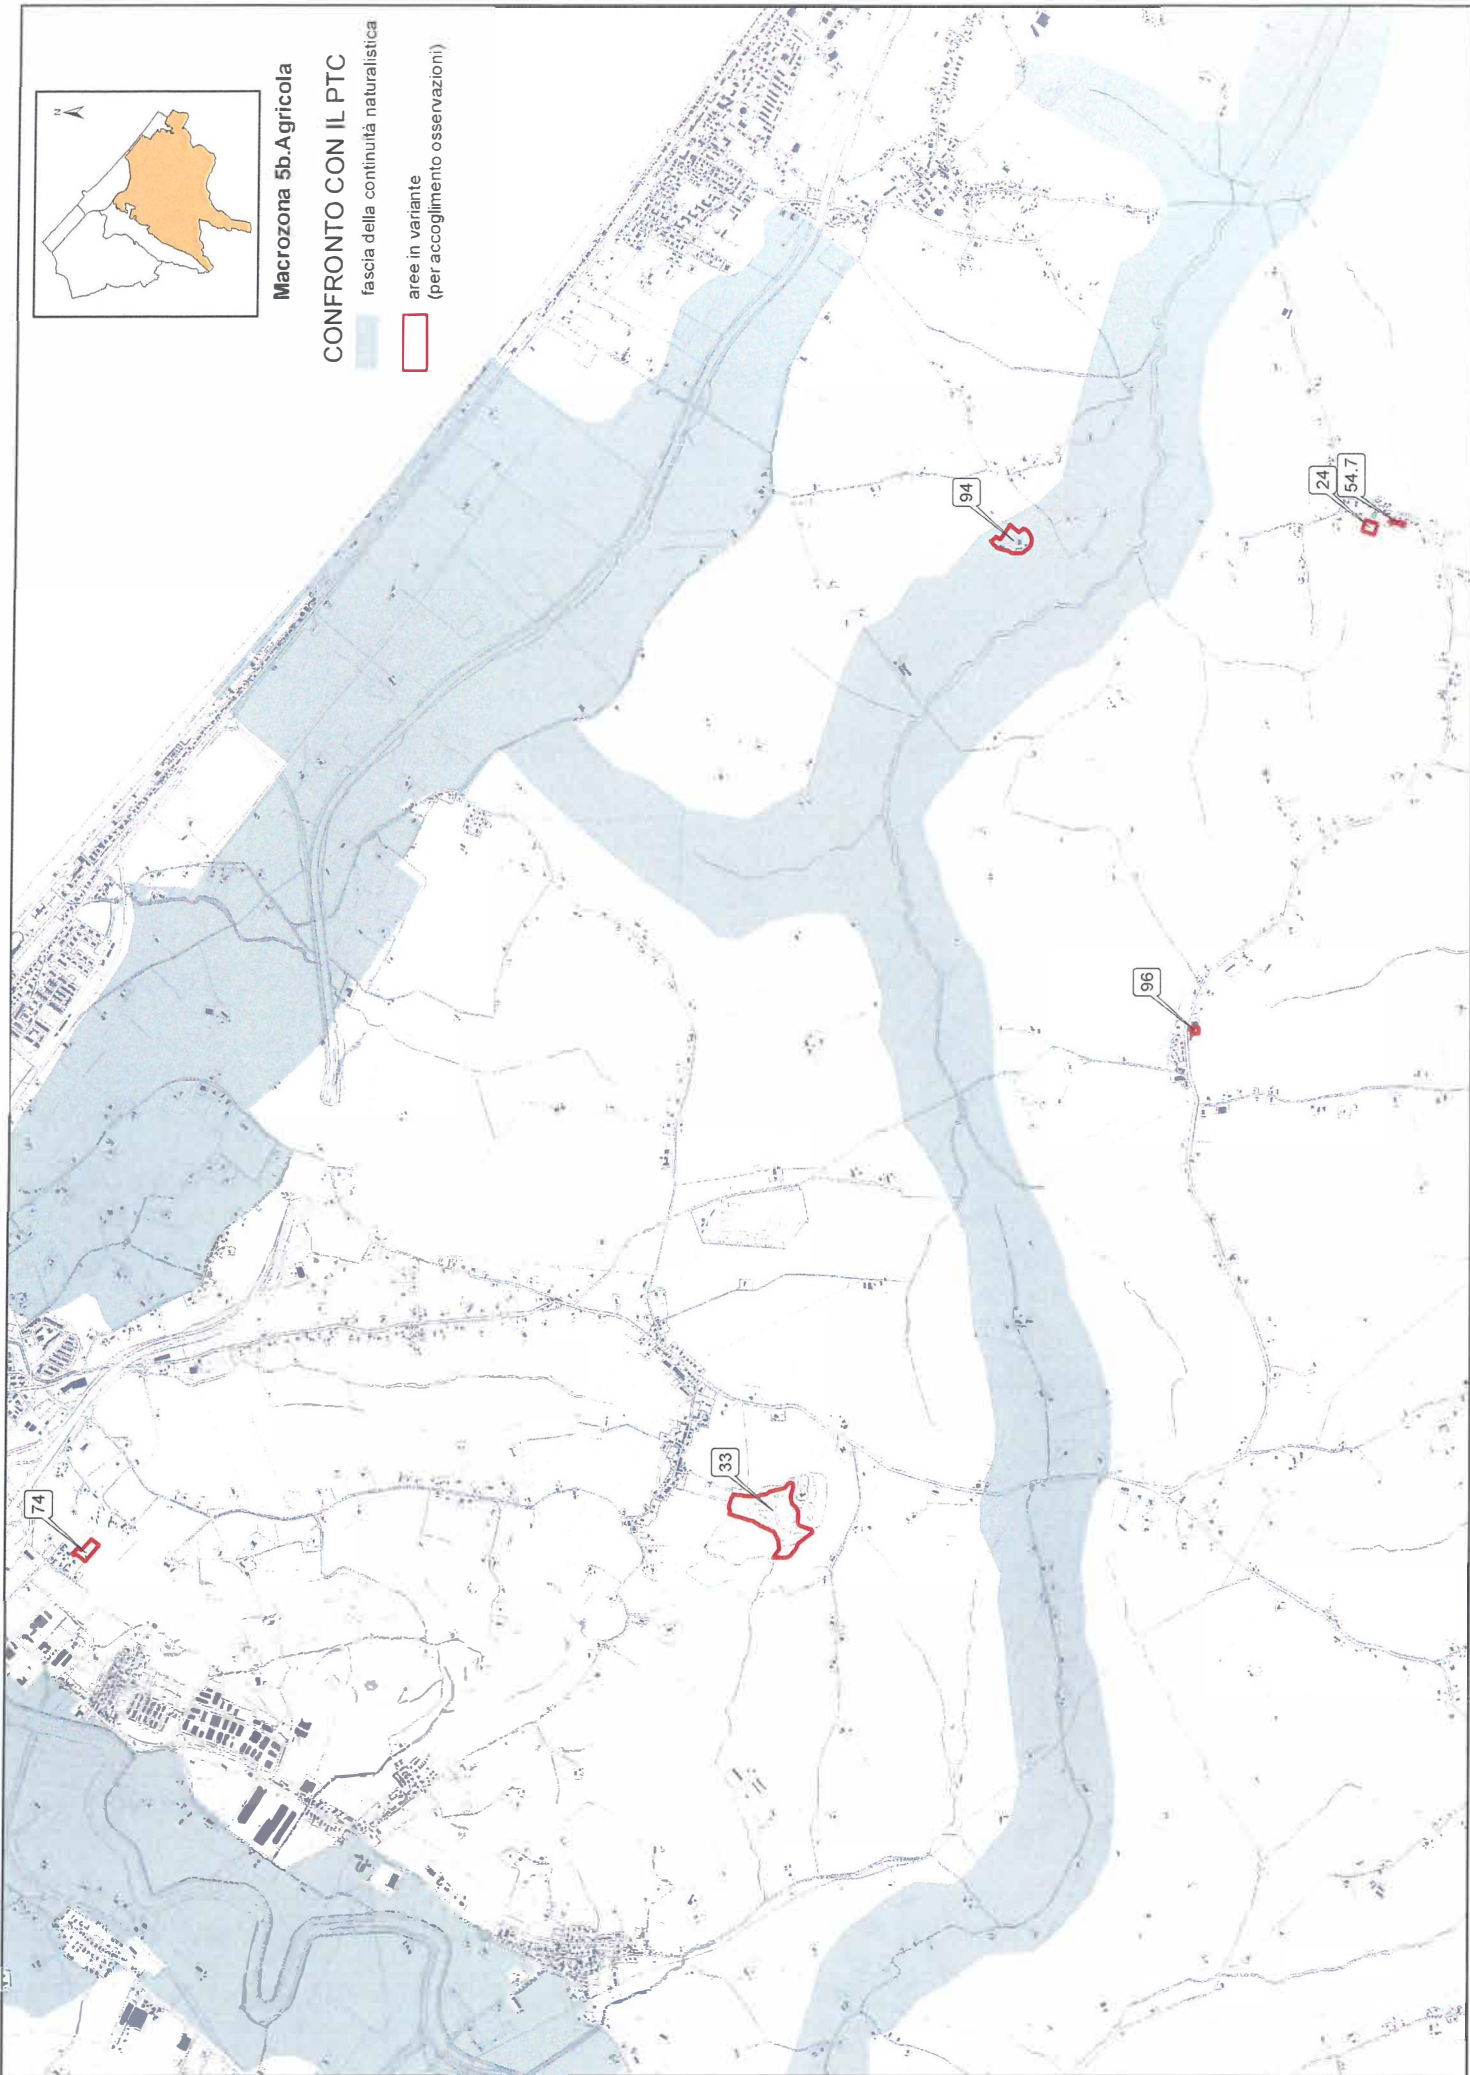 N
Macrozona 5b.Agricola
CONFRONTO CON IL PTC
fascia della continuità naturalistica
aree in variante
(per accoglimento osservazioni)
74
33
96
94
24
54.7